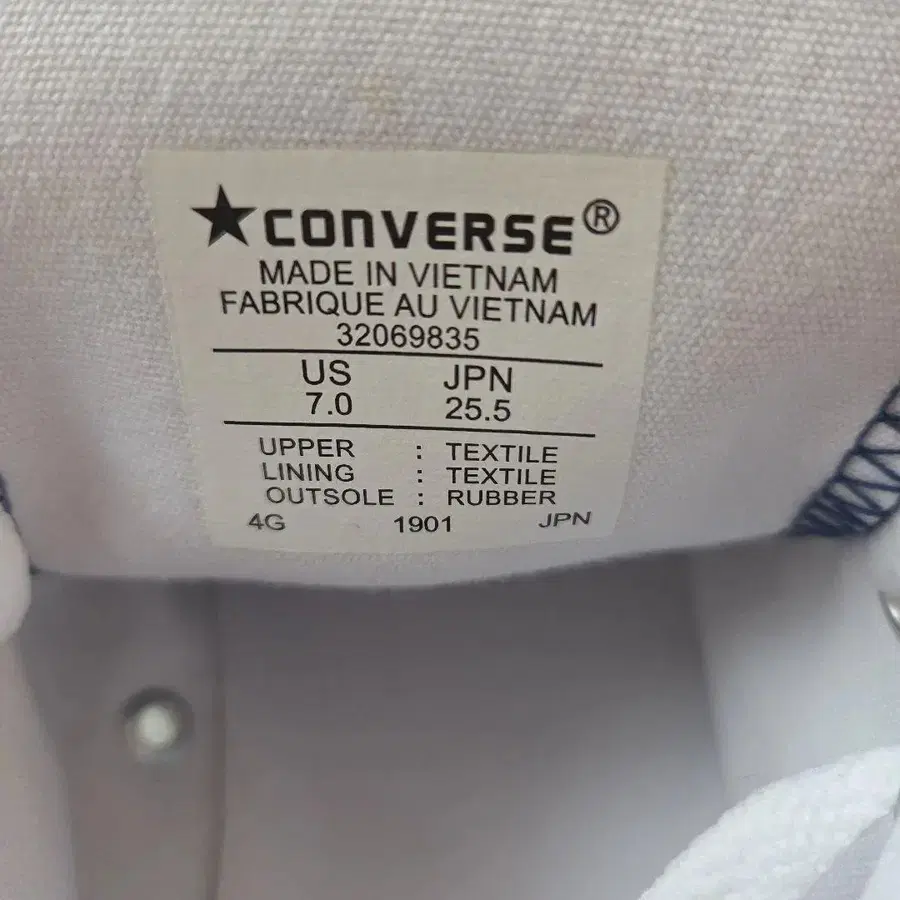 ★CONVERSE®
MADE IN VIETNAM
FABRIQUE AU VIETNAM
32069835
US JPN
7.0 25.5
UPPER : TEXTILE
LINING : TEXTILE
OUTSOLE : RUBBER
4G 1901 JPN